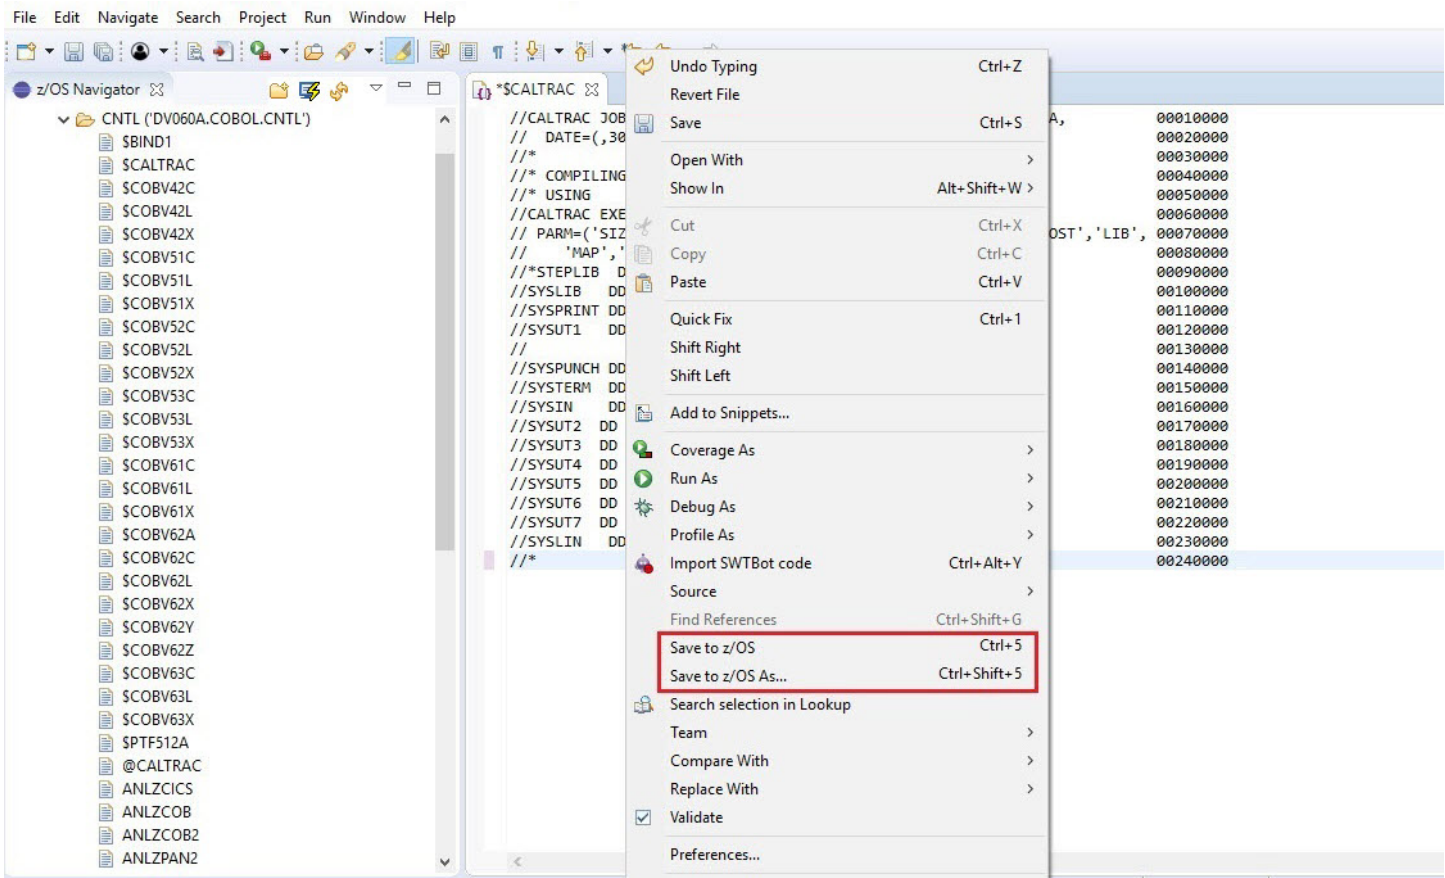 File Edit Navigate Search Project Run Window Help
z/OS Navigator
CNTL ('DV060A.COBOL.CNTL')
$BIND1
$CALTRAC
$COBV42C
$COBV42L
$COBV42X
$COBV51C
$COBV51L
$COBV51X
$COBV52C
$COBV52L
$COBV52X
$COBV53C
$COBV53L
$COBV53X
$COBV61C
$COBV61L
$COBV61X
$COBV62A
$COBV62C
$COBV62L
$COBV62X
$COBV62Y
$COBV62Z
$COBV63C
$COBV63L
$COBV63X
$PTF512A
@CALTRAC
ANLZCICS
ANLZCOB
ANLZCOB2
ANLZPAN2
*$CALTRAC
//CALTRAC JOB A, 00010000
// DATE=(,30 00020000
//* 00030000
//* COMPILING 00040000
//* USING 00050000
//CALTRAC EXE 00060000
// PARM=('SIZ OST','LIB', 00070000
// 'MAP',' 00080000
//*STEPLIB D 00090000
//SYSLIB DD 00100000
//SYSPRINT DD 00110000
//SYSUT1 DD 00120000
// 00130000
//SYSPUNCH DD 00140000
//SYSTERM DD 00150000
//SYSIN DD 00160000
//SYSUT2 DD 00170000
//SYSUT3 DD 00180000
//SYSUT4 DD 00190000
//SYSUT5 DD 00200000
//SYSUT6 DD 00210000
//SYSUT7 DD 00220000
//SYSLIN DD 00230000
//* 00240000
Undo Typing Ctrl+Z
Revert File
Save Ctrl+S
Open With
Show In Alt+Shift+W
Cut Ctrl+X
Copy Ctrl+C
Paste Ctrl+V
Quick Fix Ctrl+1
Shift Right
Shift Left
Add to Snippets...
Coverage As
Run As
Debug As
Profile As
Import SWTBot code Ctrl+Alt+Y
Source
Find References Ctrl+Shift+G
Save to z/OS Ctrl+5
Save to z/OS As... Ctrl+Shift+5
Search selection in Lookup
Team
Compare With
Replace With
Validate
Preferences...